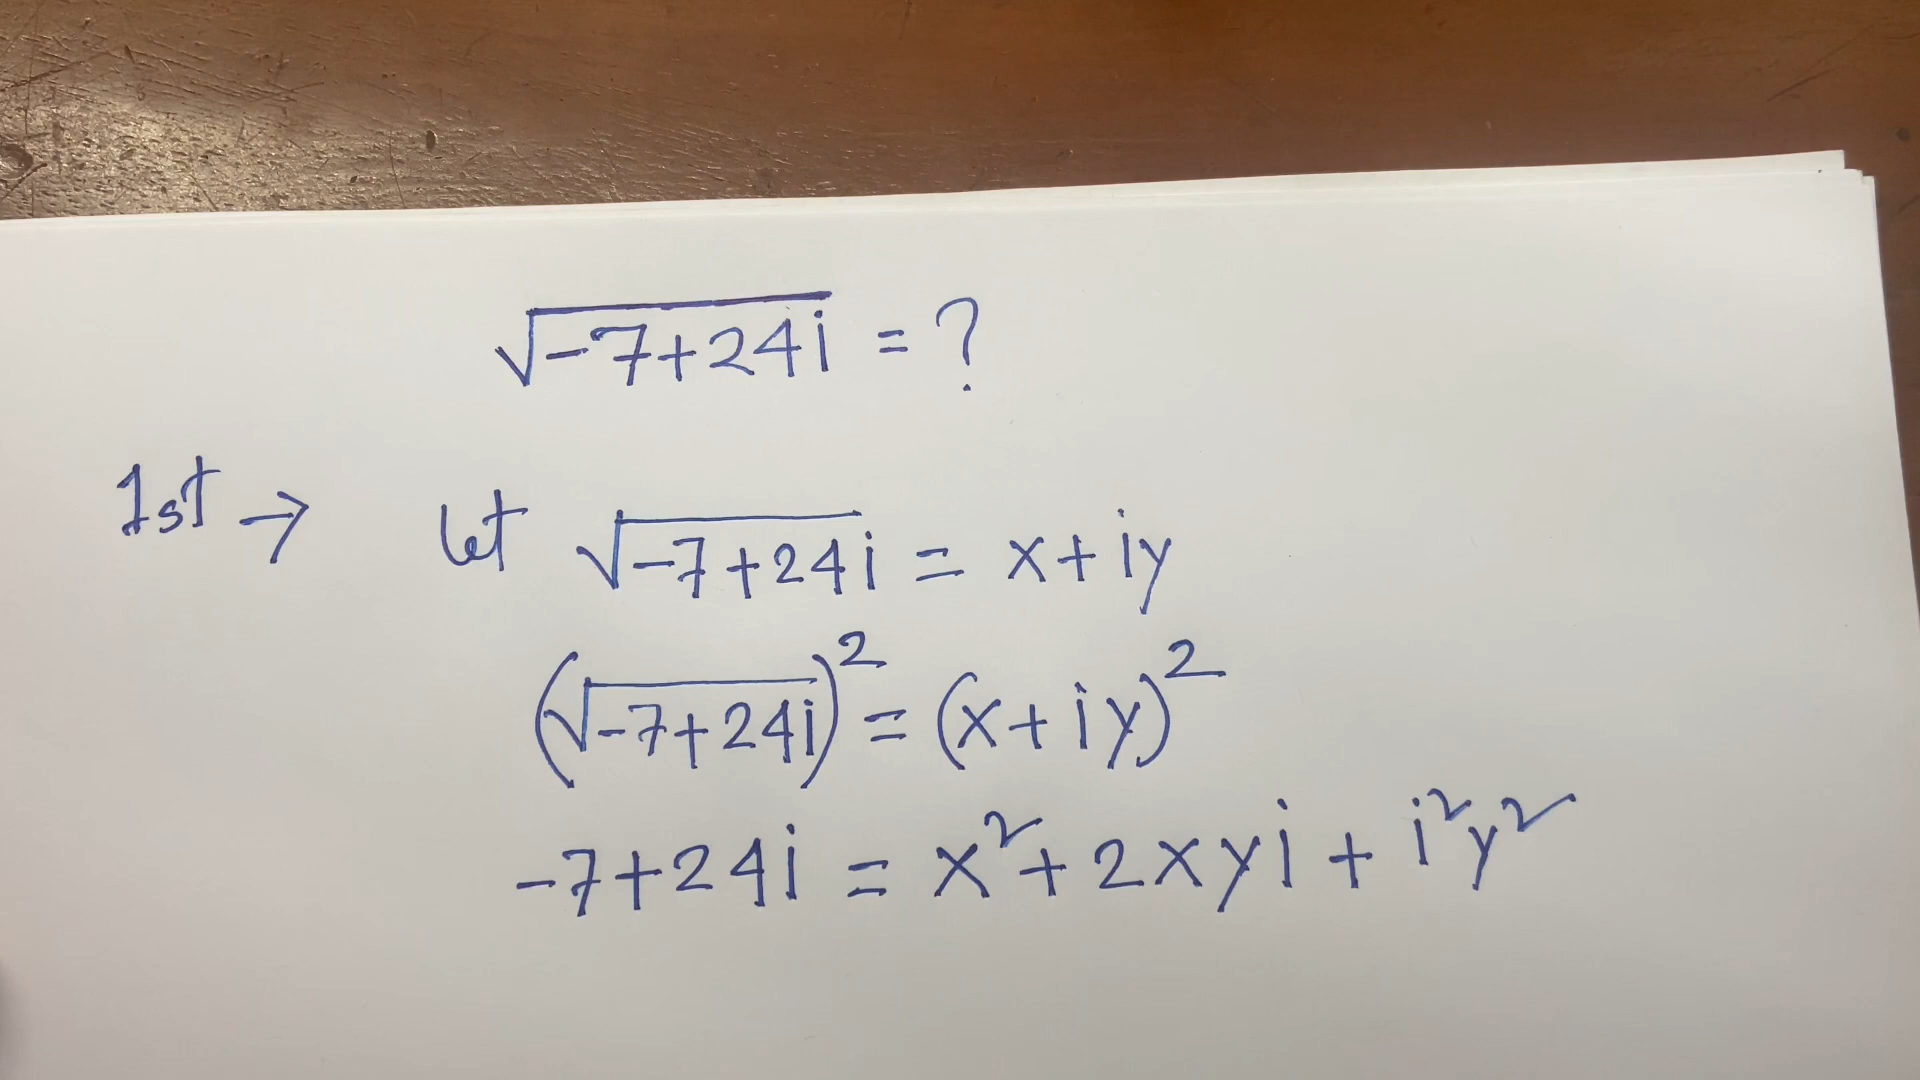 √-7+24i = ?
1st → let √-7+24i = x+iy
(√-7+24i)² = (x+iy)²
-7+24i = x²+2xyi+i²y²